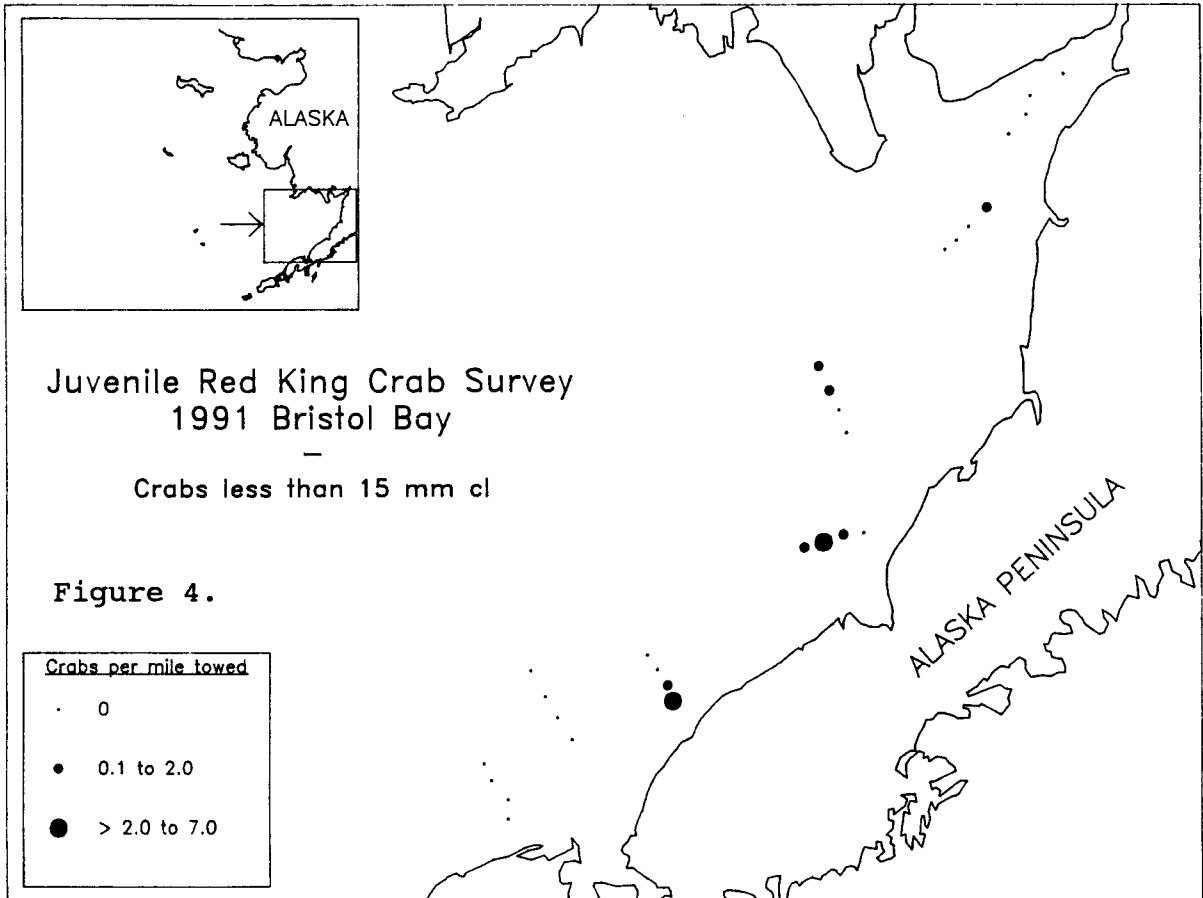 ALASKA
Juvenile Red King Crab Survey
1991 Bristol Bay
–
Crabs less than 15 mm cl
Figure 4.
ALASKA PENINSULA
Crabs per mile towed
0
0.1 to 2.0
> 2.0 to 7.0